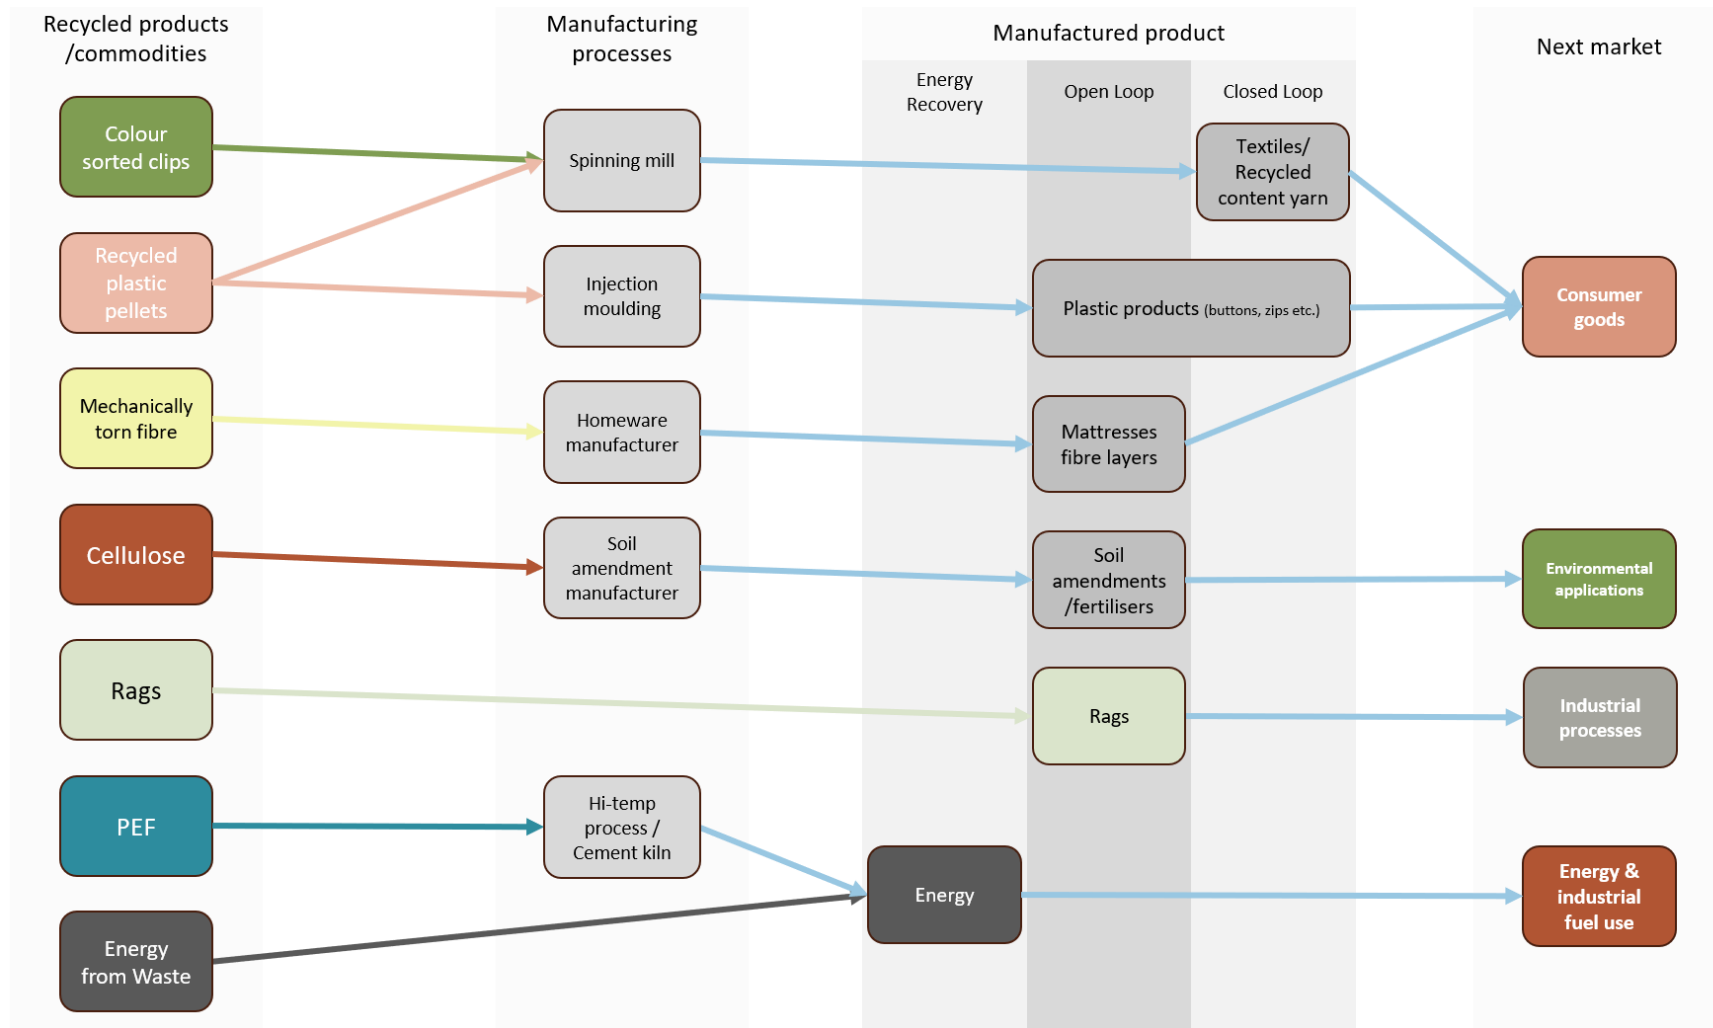 Recycled products
/commodities
Manufacturing
processes
Manufactured product
Next market
Energy
Recovery
Open Loop
Closed Loop
Colour
sorted clips
Spinning mill
Textiles/
Recycled
content yarn
Recycled
plastic
pellets
Injection
moulding
Plastic products (buttons, zips etc.)
Consumer
goods
Mechanically
torn fibre
Homeware
manufacturer
Mattresses
fibre layers
Cellulose
Soil
amendment
manufacturer
Soil
amendments
/fertilisers
Environmental
applications
Rags
Rags
Industrial
processes
PEF
Hi-temp
process /
Cement kiln
Energy
Energy &
industrial
fuel use
Energy
from Waste